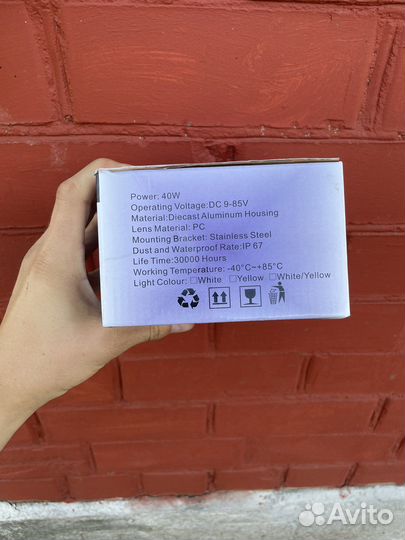 Power: 40W
Operating Voltage:DC 9-85V
Material:Diecast Aluminum Housing
Lens Material: PC
Mounting Bracket: Stainless Steel
Dust and Waterproof Rate:IP 67
Life Time:30000 Hours
Working Temperature: -40°C~+85°C
Light Colour: ☐White ☐Yellow ☐White/Yellow
Avito